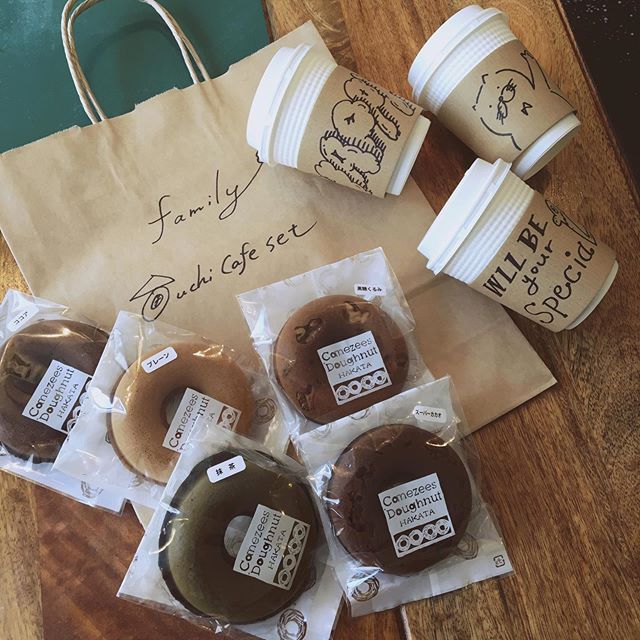 family
@uchi Cafe set
WILL BE
your
Special
ココア
Canezees
Doughnut
HAKATA
プレーン
Canezees
Doughnut
HAKATA
黒糖くるみ
Canezees
Doughnut
HAKATA
抹茶
Canezees
Doughnut
HAKATA
スーパーカカオ
Canezees
Doughnut
HAKATA